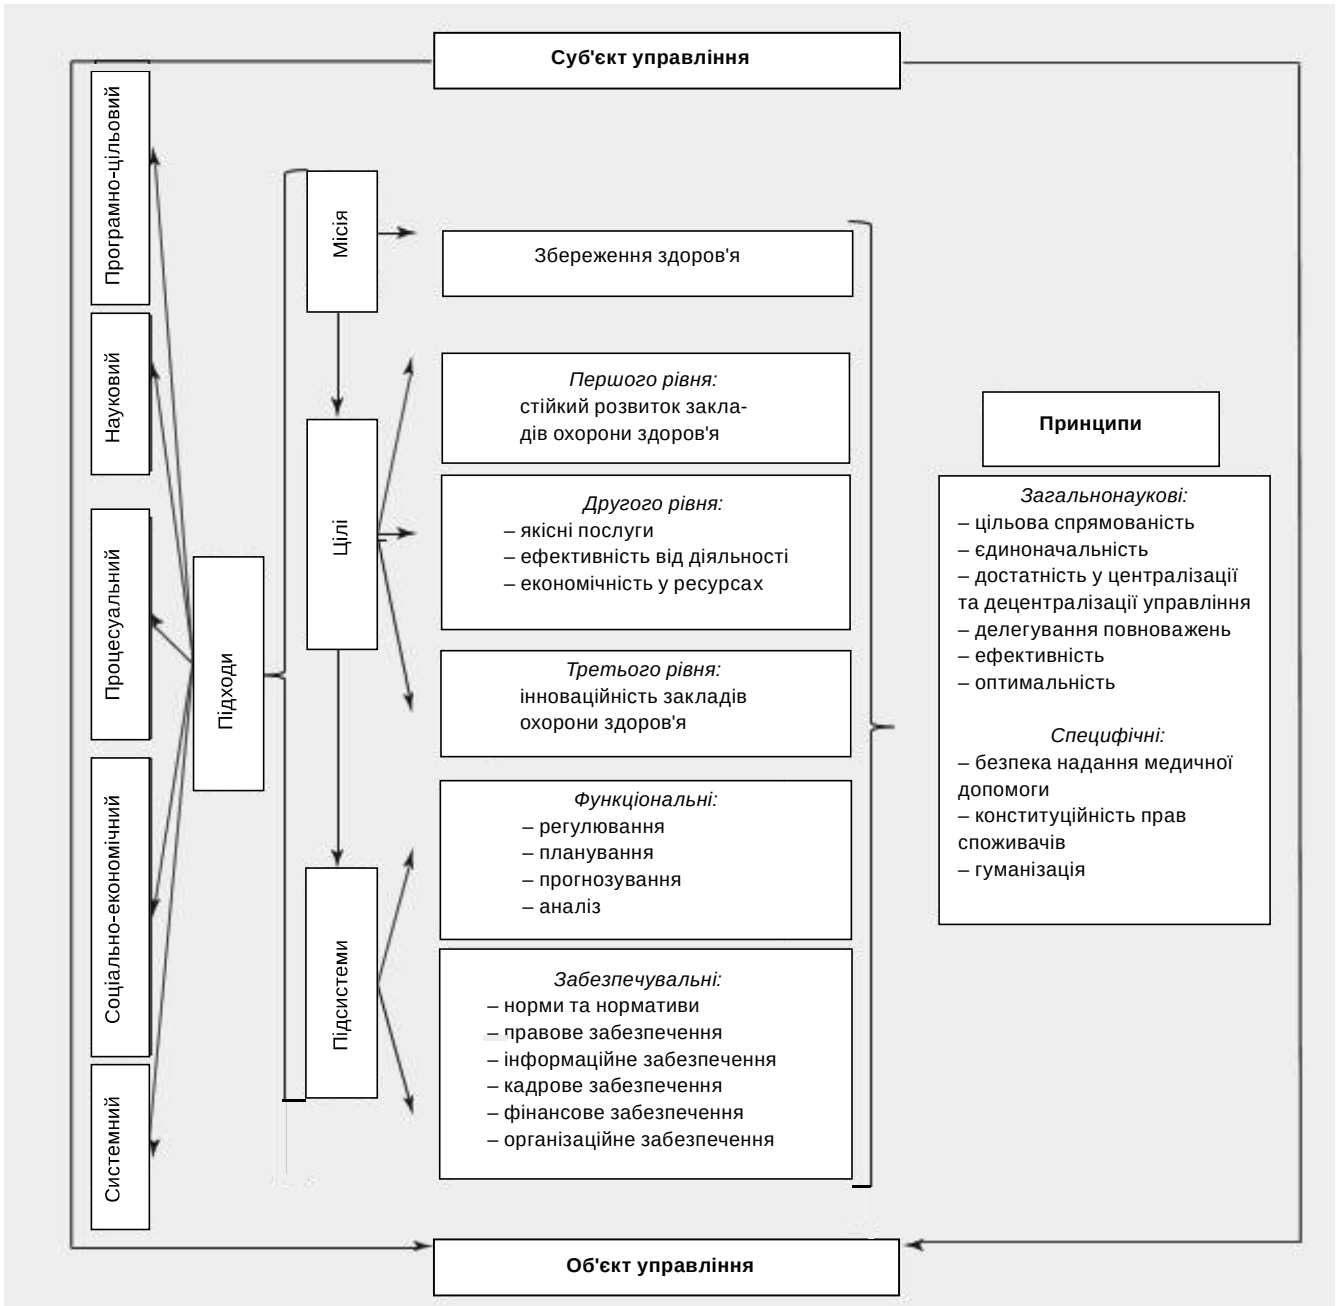 Суб'єкт управління
Програмно-цільовий
Науковий
Процесуальний
Соціально-економічний
Системний
Підходи
Місія
Цілі
Підсистеми
Збереження здоров'я
Першого рівня:
стійкий розвиток закла-
дів охорони здоров'я
Другого рівня:
– якісні послуги
– ефективність від діяльності
– економічність у ресурсах
Третього рівня:
інноваційність закладів
охорони здоров'я
Функціональні:
– регулювання
– планування
– прогнозування
– аналіз
Забезпечувальні:
– норми та нормативи
– правове забезпечення
– інформаційне забезпечення
– кадрове забезпечення
– фінансове забезпечення
– організаційне забезпечення
Принципи
Загальнонаукові:
– цільова спрямованість
– єдиноначальність
– достатність у централізації
та децентралізації управління
– делегування повноважень
– ефективність
– оптимальність
Специфічні:
– безпека надання медичної
допомоги
– конституційність прав
споживачів
– гуманізація
Об'єкт управління